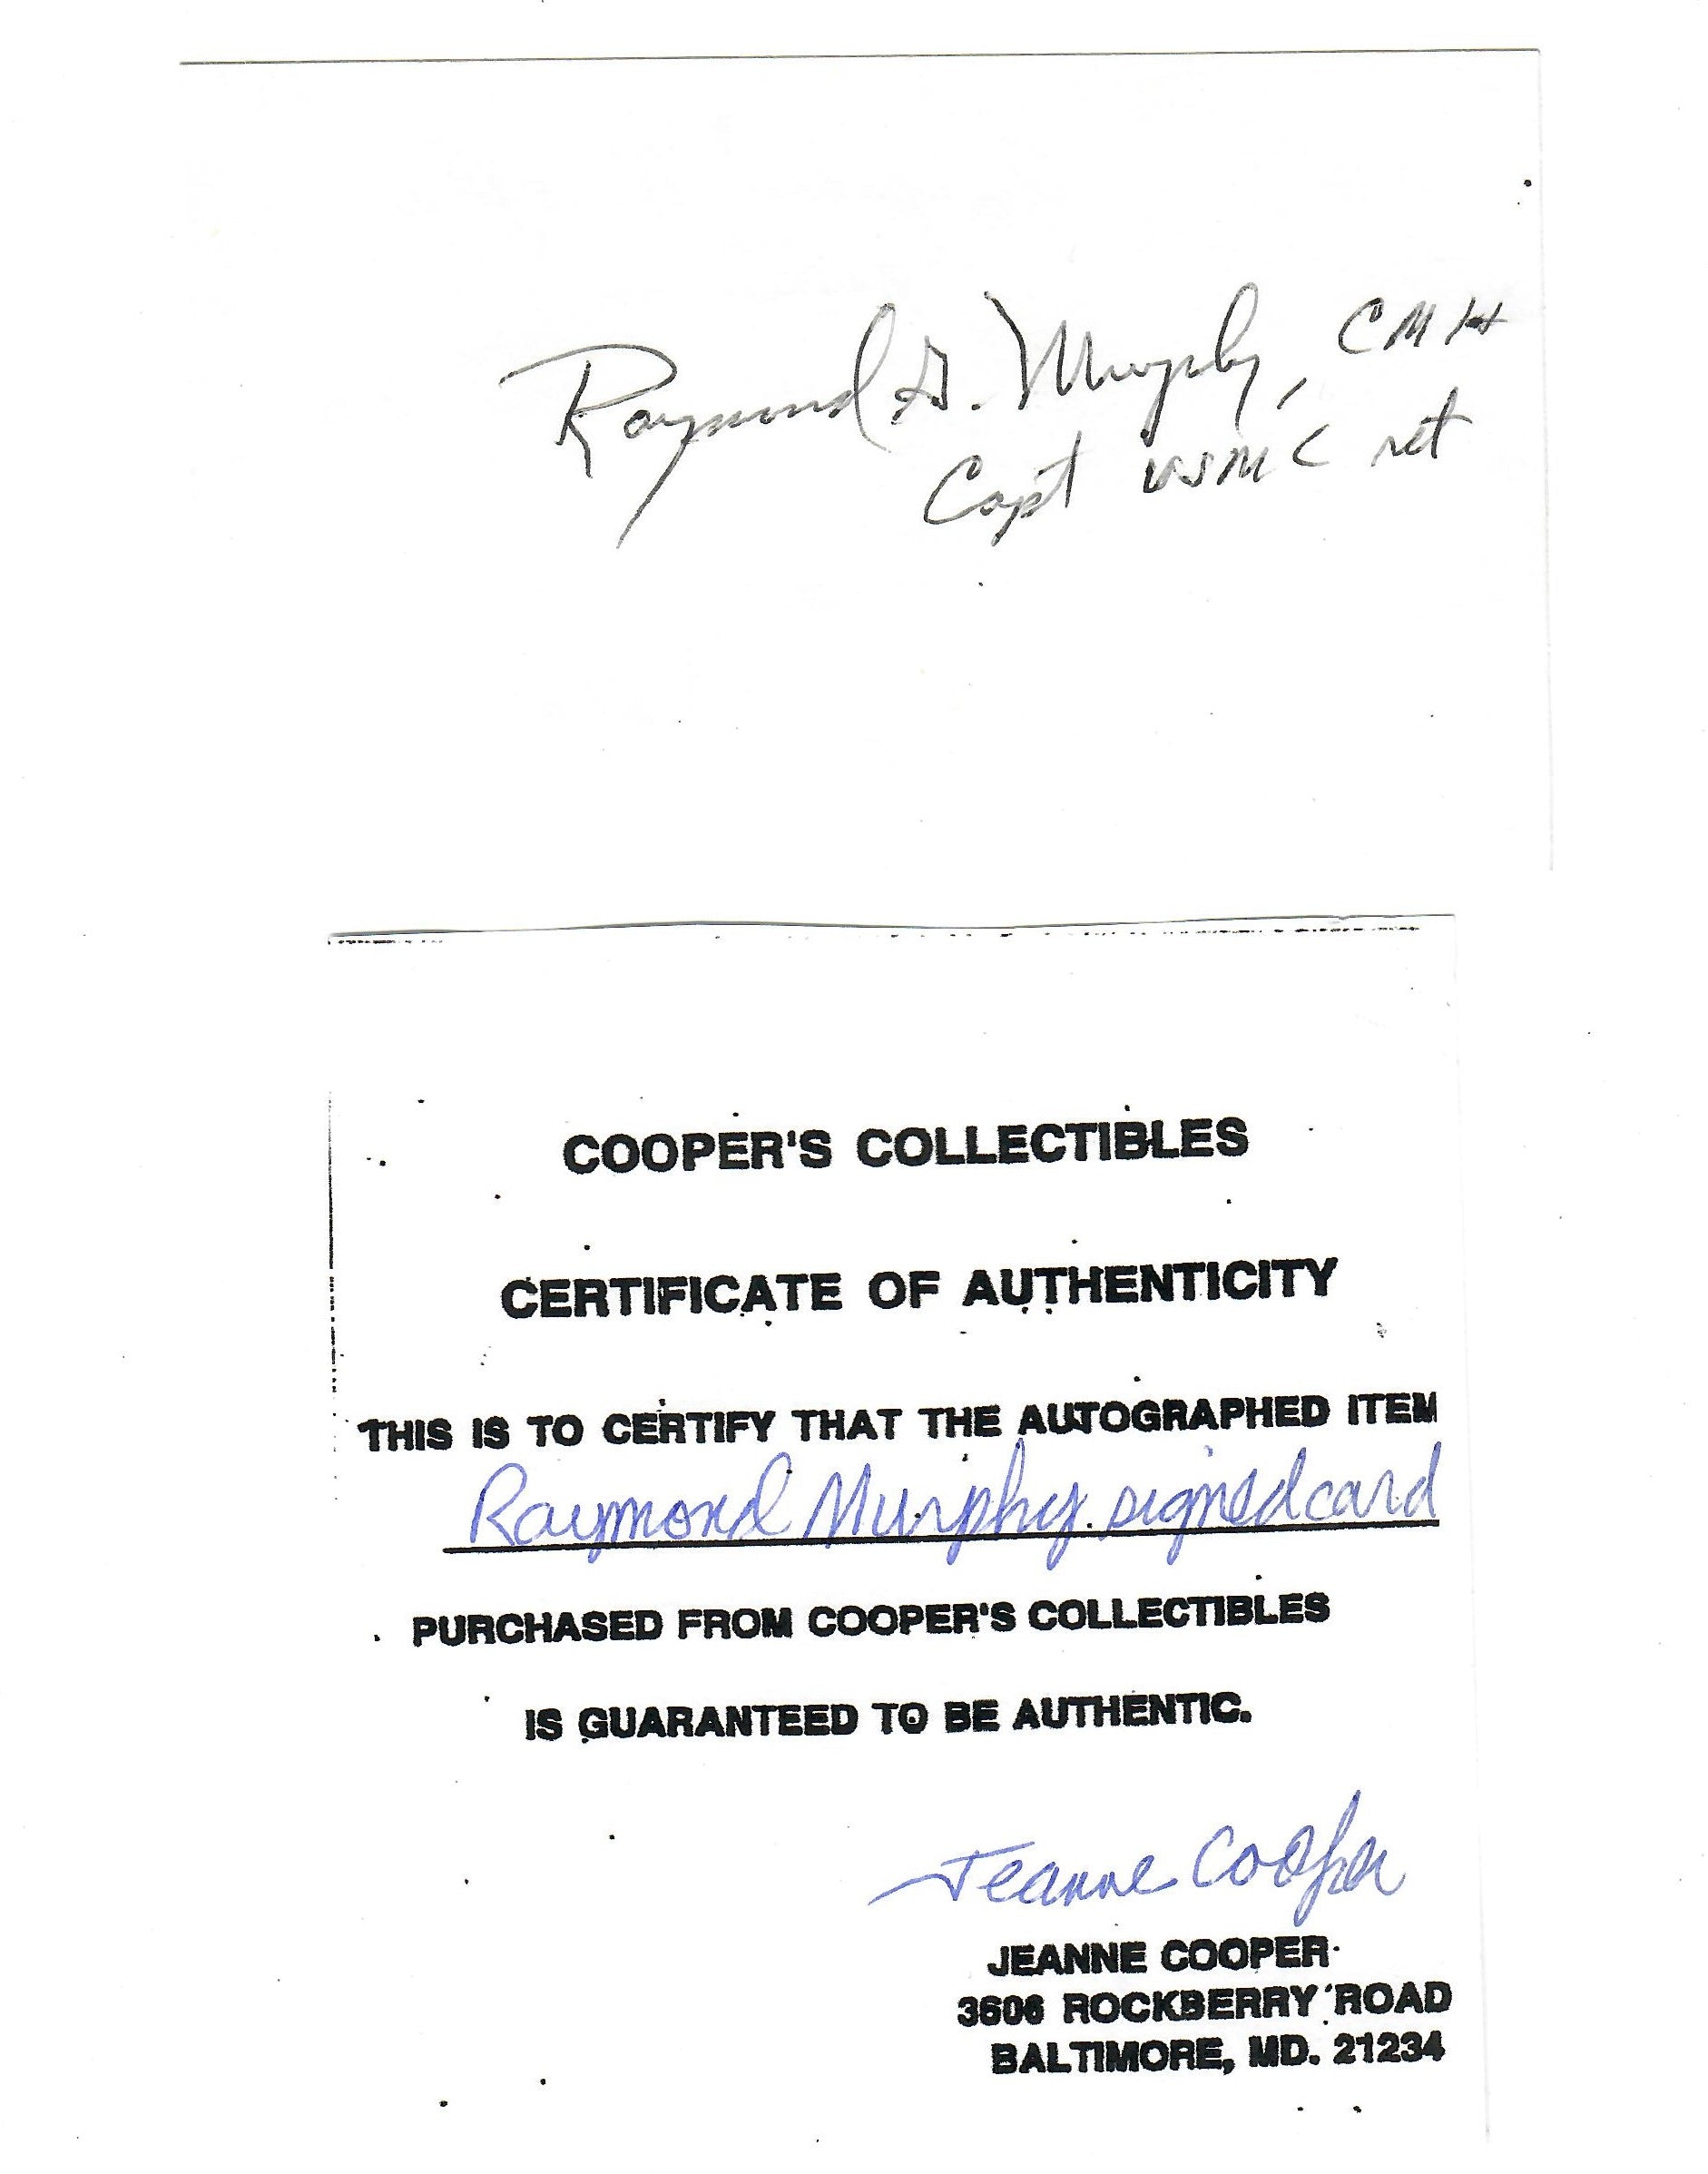 Raymond G. Murphy, CMH
Capt USMC ret
COOPER'S COLLECTIBLES
CERTIFICATE OF AUTHENTICITY
THIS IS TO CERTIFY THAT THE AUTOGRAPHED ITEM
Raymond Murphy signed card
PURCHASED FROM COOPER'S COLLECTIBLES
IS GUARANTEED TO BE AUTHENTIC.
Jeanne Cooper
JEANNE COOPER
3606 ROCKBERRY ROAD
BALTIMORE, MD. 21234